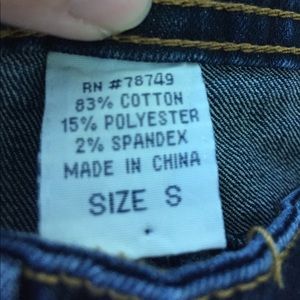 RN #78749
83% COTTON
15% POLYESTER
2% SPANDEX
MADE IN CHINA
SIZE S